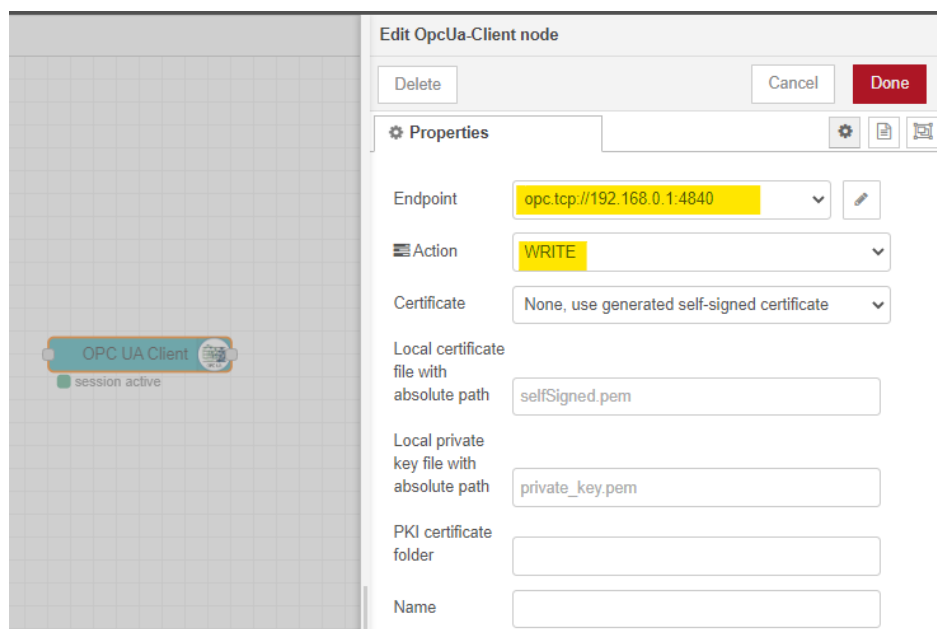 Edit OpcUa-Client node
Delete
Cancel
Done
Properties
Endpoint
opc.tcp://192.168.0.1:4840
Action
WRITE
Certificate
None, use generated self-signed certificate
Local certificate
file with
absolute path
selfSigned.pem
Local private
key file with
absolute path
private_key.pem
PKI certificate
folder
Name
OPC UA Client
session active